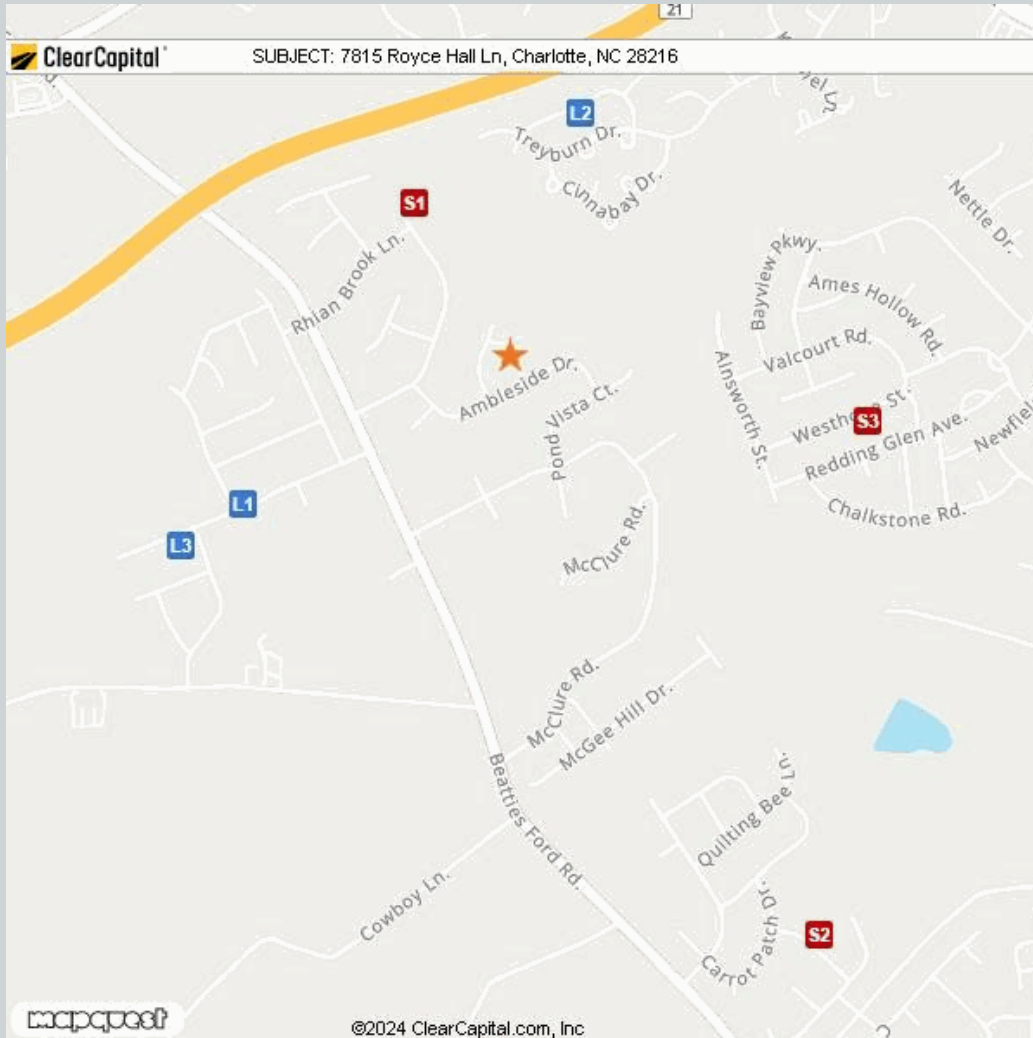 21
ClearCapital
SUBJECT: 7815 Royce Hall Ln, Charlotte, NC 28216
L2
Treyburn Dr.
Cinnabay Dr.
S1
Nettle Dr.
Rhian Brook Ln.
Bayview Pkwy.
Ames Hollow Rd.
Valcourt Rd.
Ambleside Dr.
Ainsworth St.
Pond Vista Ct.
St.
S3
Redding Glen Ave.
L1
Chalkstone Rd.
L3
McClure Rd.
McClure Rd.
McGee Hill Dr.
Beatties Ford Rd.
Quilting Bee Ln.
Cowboy Ln.
Carrot Patch Dr.
S2
mapquest
©2024 ClearCapital.com, Inc